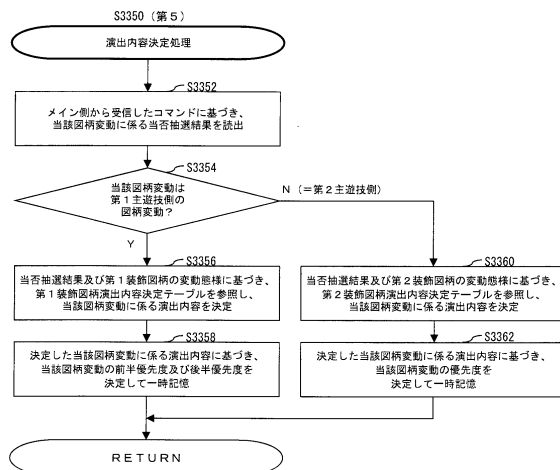 S3350 (第5)
演出内容決定処理
S3352
メイン側から受信したコマンドに基づき、
当該図柄変動に係る当否抽選結果を読出
S3354
当該図柄変動は
第1主遊技側の
図柄変動?
N (=第2主遊技側)
Y
S3356
当否抽選結果及び第1装飾図柄の変動態様に基づき、
第1装飾図柄演出内容決定テーブルを参照し、
当該図柄変動に係る演出内容を決定
S3360
当否抽選結果及び第2装飾図柄の変動態様に基づき、
第2装飾図柄演出内容決定テーブルを参照し、
当該図柄変動に係る演出内容を決定
S3358
決定した当該図柄変動に係る演出内容に基づき、
当該図柄変動の前半優先度及び後半優先度を
決定して一時記憶
S3362
決定した当該図柄変動に係る演出内容に基づき、
当該図柄変動の優先度を
決定して一時記憶
RETURN